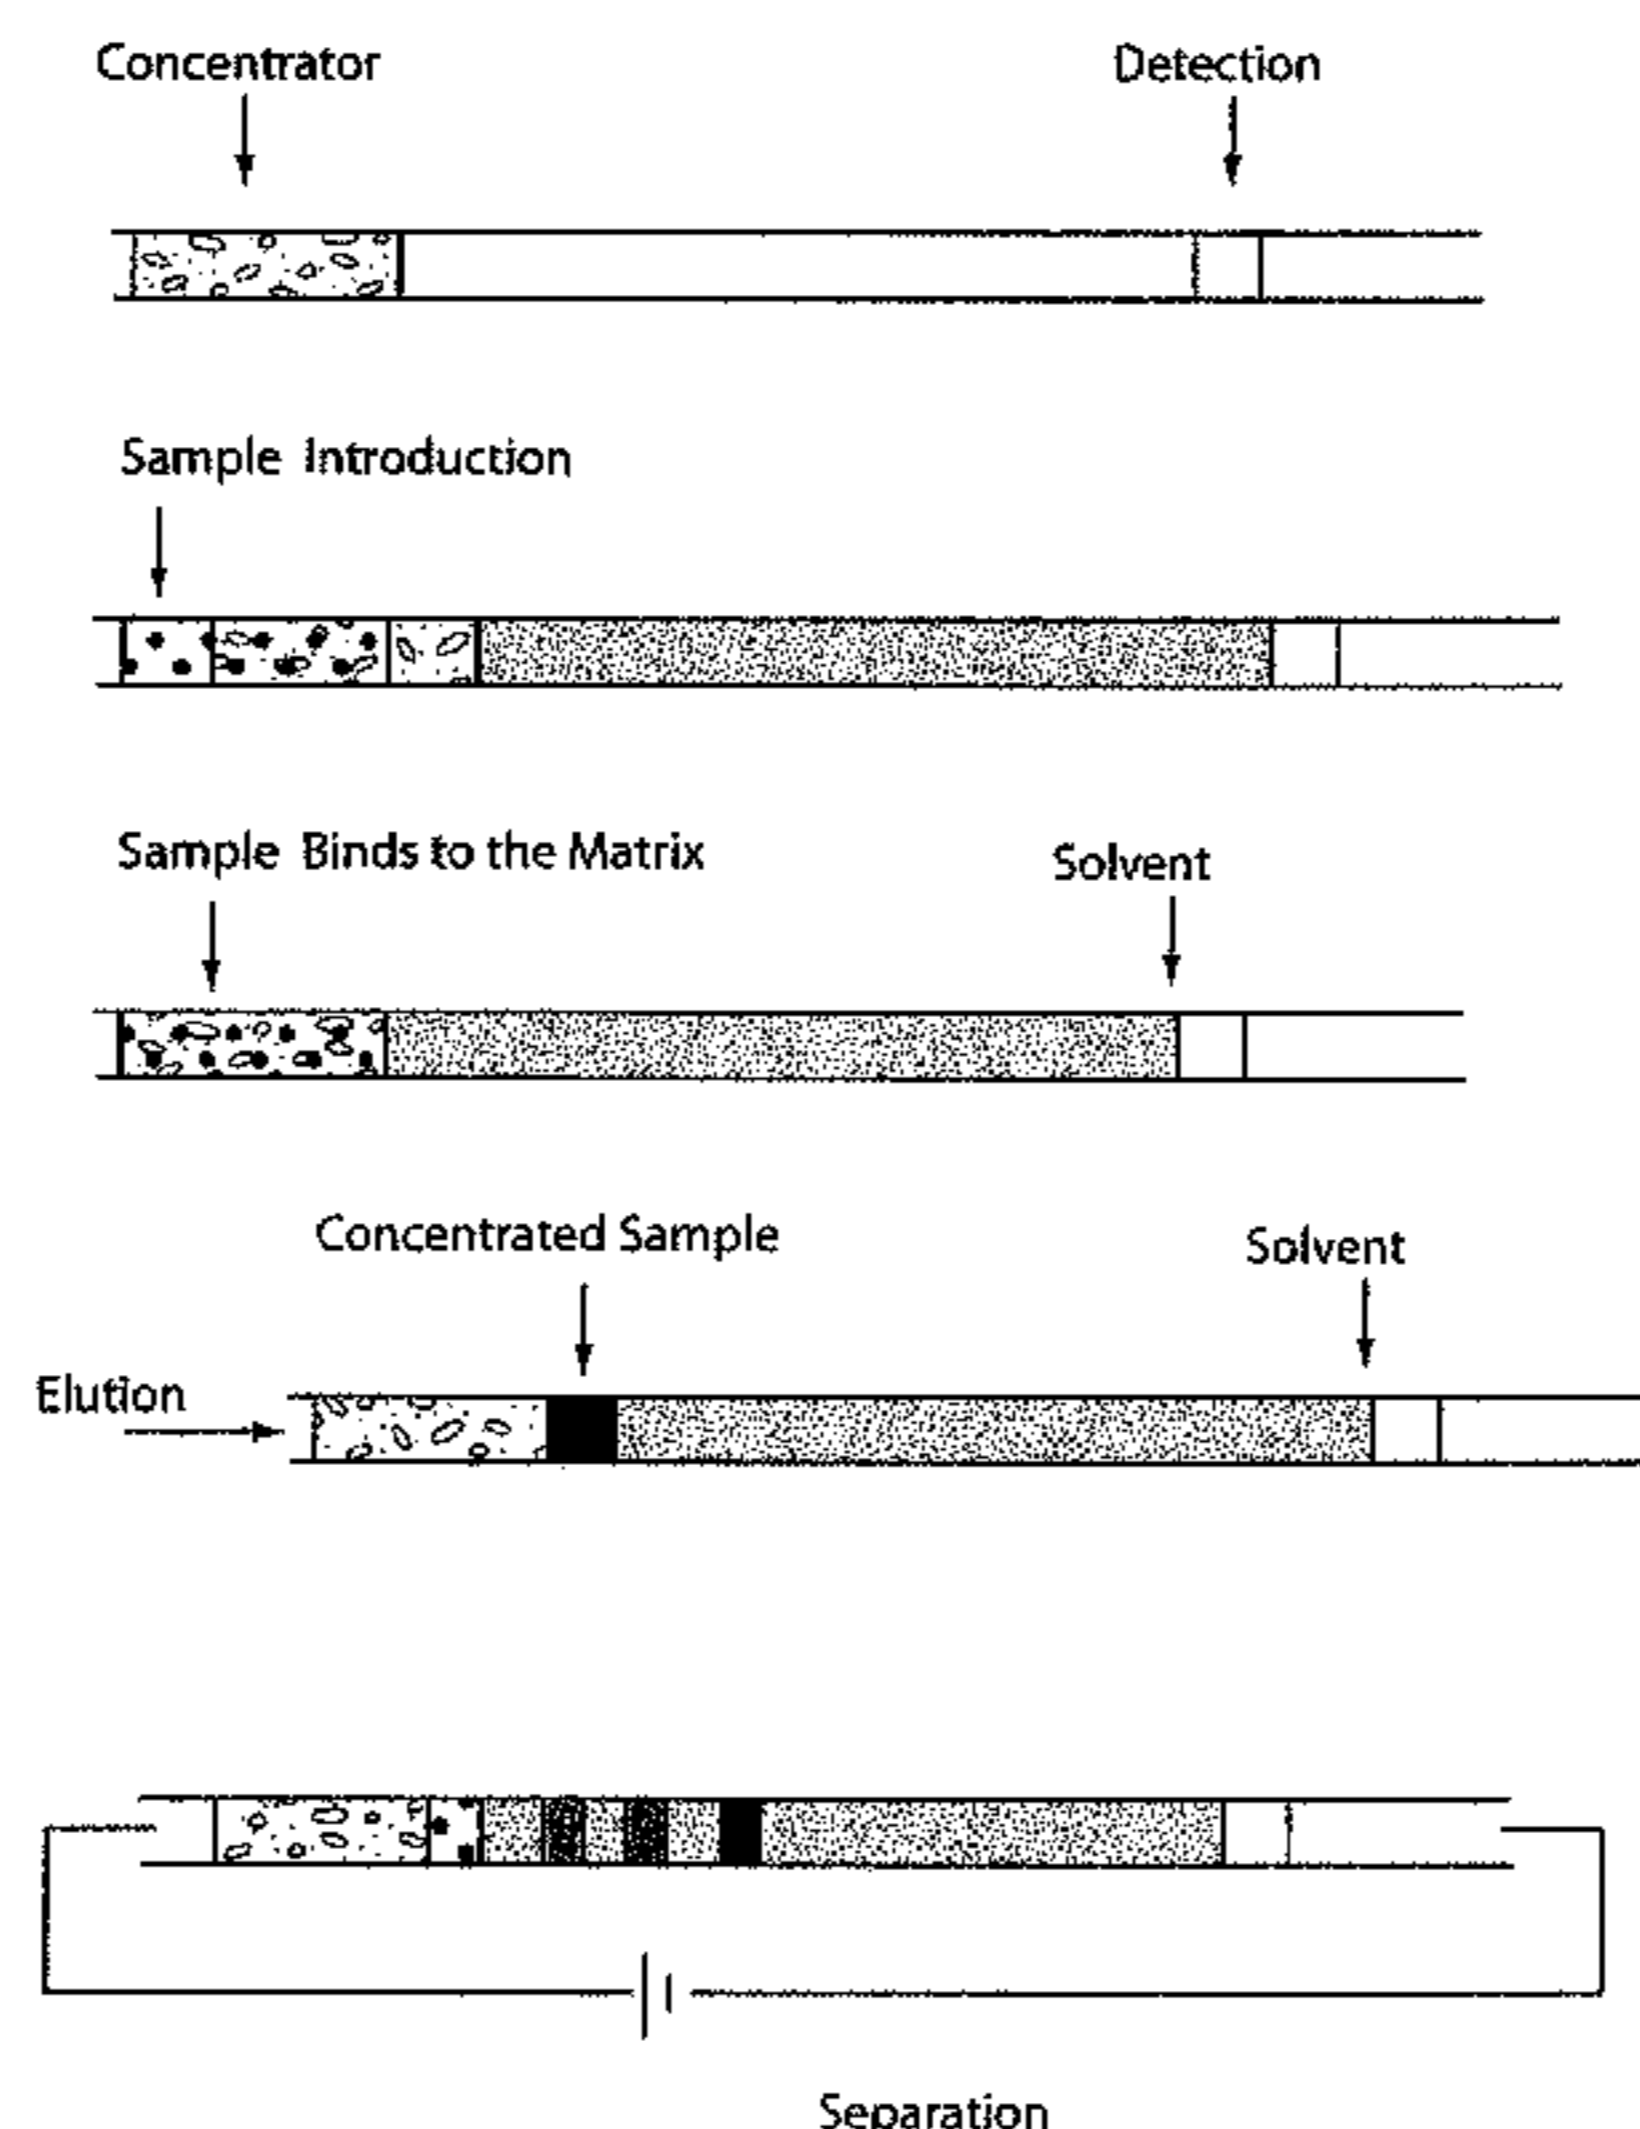 Concentrator
Detection
Sample Introduction
Sample Binds to the Matrix
Solvent
Concentrated Sample
Solvent
Elution
Separation